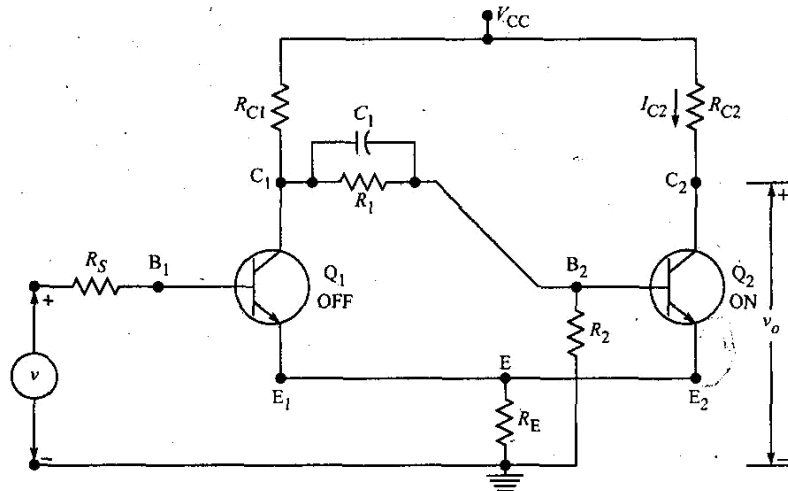 V_CC
R_C1
C_1
I_C2
R_C2
C_1
R_1
C_2
+
R_S
B_1
Q_1
OFF
B_2
Q_2
ON
+
v
R_2
v_o
E
E_1
E_2
R_E
−
−